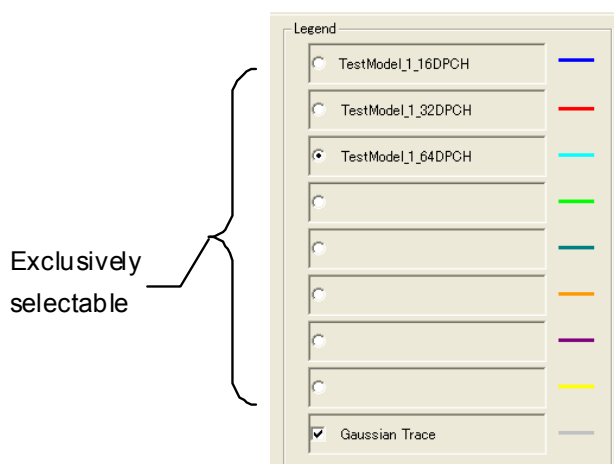 Legend
TestModel_1_16DPCH
TestModel_1_32DPCH
TestModel_1_64DPCH
Exclusively
selectable
Gaussian Trace